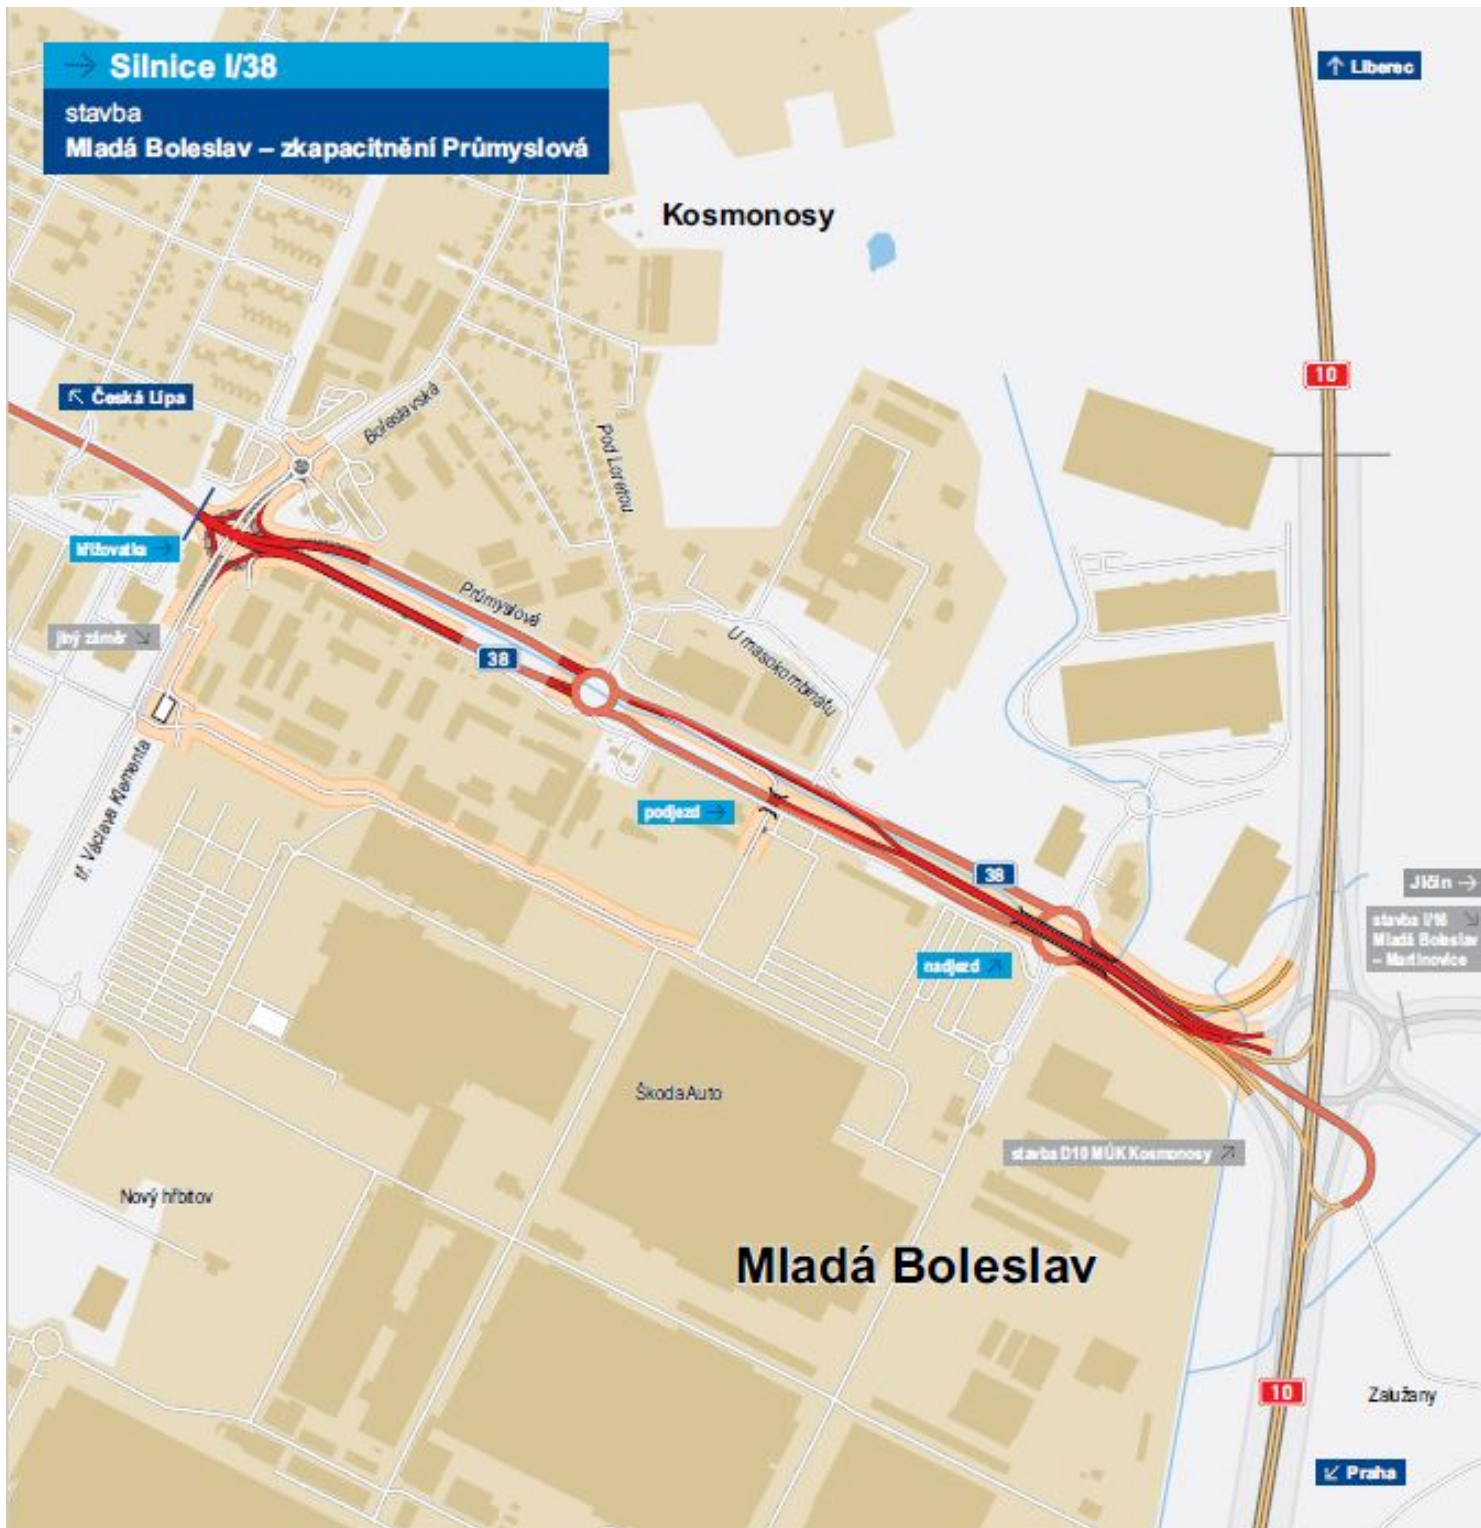 Silnice I/38
stavba
Mladá Boleslav – zkapacitnění Průmyslová
↑ Liberec
Kosmonosy
10
↖ Česká Lípa
Boleslavská
Pod Loretou
křižovatka →
Průmyslová
jiný záměr ↘
38
U masokombinátu
tř. Václava Klementa
podjezd →
38
Jičín →
stavba I/16
Mladá Boleslav
– Martinovice
nadjezd ↗
Škoda Auto
stavba D10 MÚK Kosmonosy ↗
Nový hřbitov
Mladá Boleslav
10
Zalužany
↙ Praha